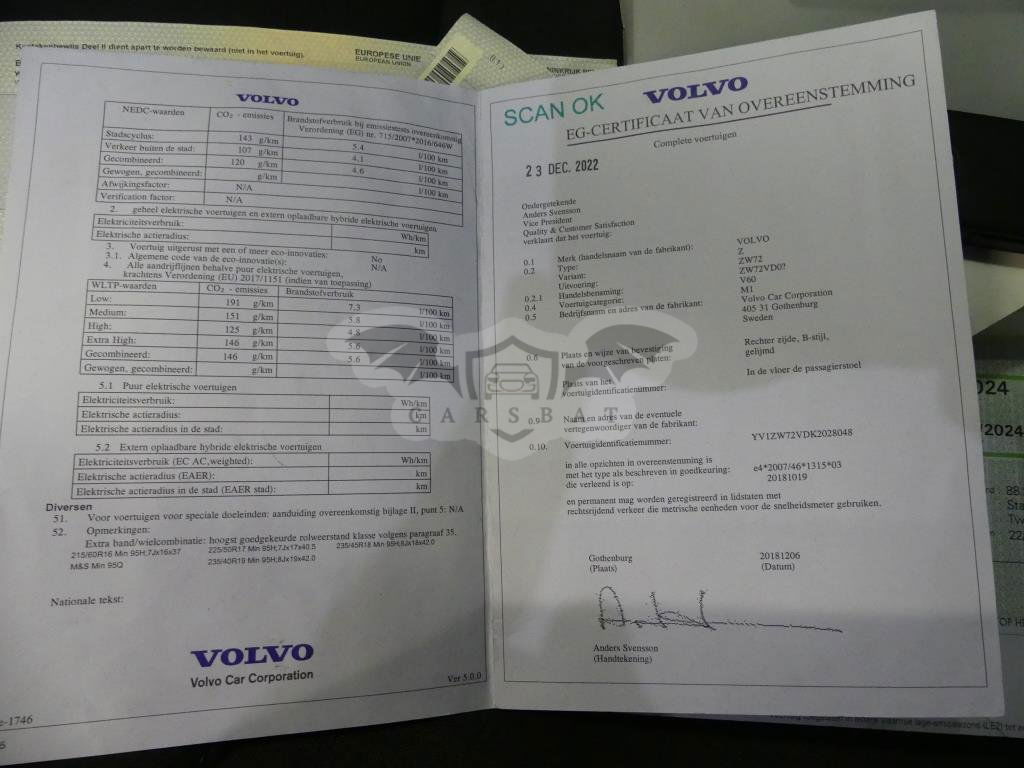 Kentekenbewijs Deel II dient apart te worden bewaard (niet in het voertuig).
EUROPESE UNIE
EUROPEAN UNION
VOLVO
NEDC-waarden CO₂ - emissies Brandstofverbruik bij emissietests overeenkomstig
Verordening (EG) nr. 715/2007*2016/646W
Stadscyclus: 143 g/km 5.4 l/100 km
Verkeer buiten de stad: 107 g/km 4.1 l/100 km
Gecombineerd: 120 g/km 4.6 l/100 km
Gewogen, gecombineerd: g/km l/100 km
Afwijkingsfactor: N/A
Verification factor: N/A
2. geheel elektrische voertuigen en extern oplaadbare hybride elektrische voertuigen
Elektriciteitsverbruik: Wh/km
Elektrische actieradius: km
3. Voertuig uitgerust met een of meer eco-innovaties: No
3.1. Algemene code van de eco-innovatie(s): N/A
4. Alle aandrijflijnen behalve puur elektrische voertuigen,
krachtens Verordening (EU) 2017/1151 (indien van toepassing)
WLTP-waarden CO₂ - emissies Brandstofverbruik
Low: 191 g/km 7.3 l/100 km
Medium: 151 g/km 5.8 l/100 km
High: 125 g/km 4.8 l/100 km
Extra High: 146 g/km 5.6 l/100 km
Gecombineerd: 146 g/km 5.6 l/100 km
Gewogen, gecombineerd: g/km l/100 km
5.1 Puur elektrische voertuigen
Elektriciteitsverbruik: Wh/km
Elektrische actieradius: km
Elektrische actieradius in de stad: km
5.2 Extern oplaadbare hybride elektrische voertuigen
Elektriciteitsverbruik (EC AC,weighted): Wh/km
Elektrische actieradius (EAER): km
Elektrische actieradius in de stad (EAER stad): km
Diversen
51. Voor voertuigen voor speciale doeleinden: aanduiding overeenkomstig bijlage II, punt 5: N/A
52. Opmerkingen:
Extra band/wielcombinatie: hoogst goedgekeurde rolweerstand klasse volgens paragraaf 35.
215/60R16 Min 95H;7Jx16x37 225/50R17 Min 95H;7Jx17x40.5 235/45R18 Min 95H;8Jx18x42.0
M&S Min 95Q 235/40R19 Min 95H;8Jx19x42.0
Nationale tekst:
VOLVO
Volvo Car Corporation
Ver 5.0.0
e-1746
SCAN OK
VOLVO
EG-CERTIFICAAT VAN OVEREENSTEMMING
Complete voertuigen
23 DEC. 2022
Ondergetekende
Anders Svensson
Vice President
Quality & Customer Satisfaction
verklaart dat het voertuig:
0.1 Merk (handelsnaam van de fabrikant): VOLVO
0.2 Type: Z
Variant: ZW72
Uitvoering: ZW72VD07
0.2.1 Handelsbenaming: V60
0.4 Voertuigcategorie: M1
0.5 Bedrijfsnaam en adres van de fabrikant: Volvo Car Corporation
405 31 Gothenburg
Sweden
0.6 Plaats en wijze van bevestiging
van de voorgeschreven platen: Rechter zijde, B-stijl,
gelijmd
Plaats van het
voertuigidentificatienummer: In de vloer de passagierstoel
0.9 Naam en adres van de eventuele
vertegenwoordiger van de fabrikant:
0.10. Voertuigidentificatienummer: YV1ZW72VDK2028048
in alle opzichten in overeenstemming is
met het type als beschreven in goedkeuring: e4*2007/46*1315*03
die verleend is op: 20181019
en permanent mag worden geregistreerd in lidstaten met
rechtsrijdend verkeer die metrische eenheden voor de snelheidsmeter gebruiken.
Gothenburg 20181206
(Plaats) (Datum)
Anders Svensson
(Handtekening)
CARSBAT